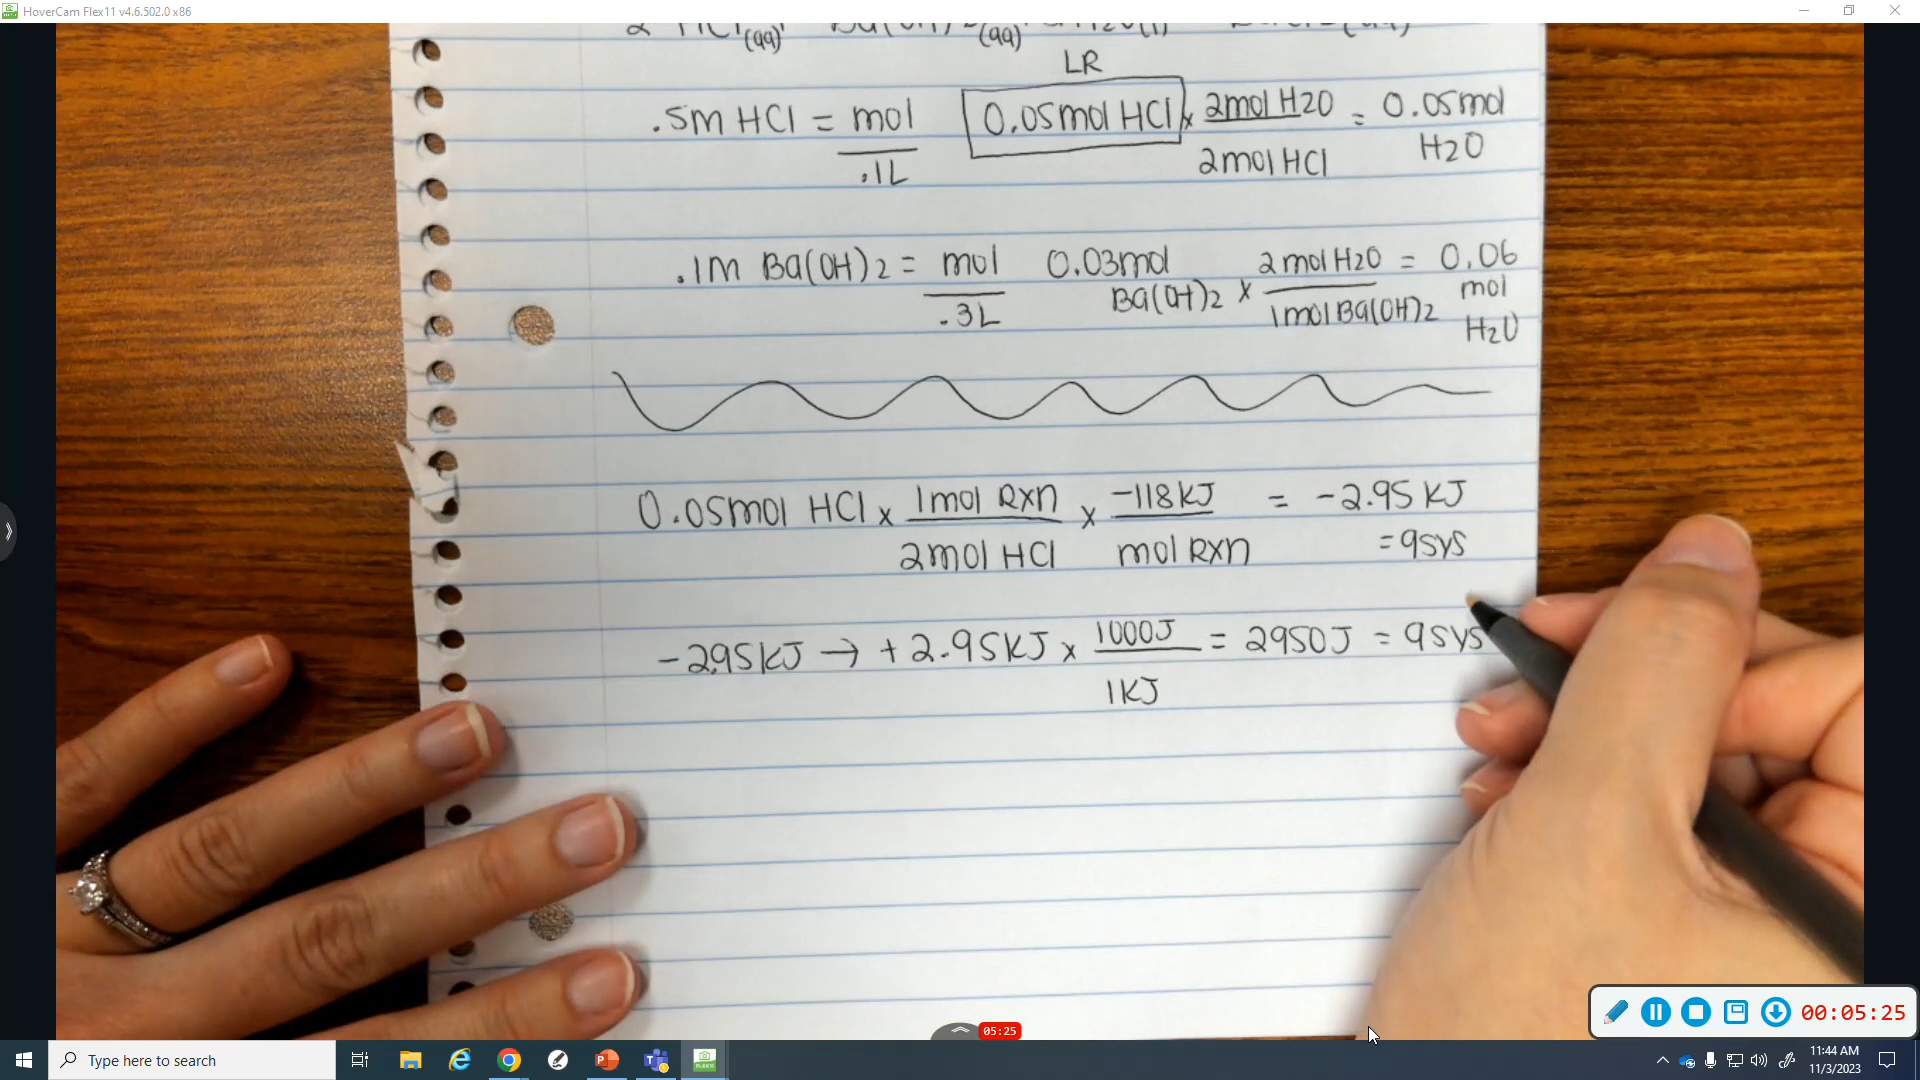 HoverCam Flex11 v4.6.502.0 x86
(aq) (aq)
LR
.5M HCl = mol 0.05mol HCl x 2mol H2O = 0.05mol
.1L 2mol HCl H2O
.1M Ba(OH)2 = mol 0.03mol 2mol H2O = 0.06
.3L Ba(OH)2 x 1mol Ba(OH)2 mol
H2O
0.05mol HCl x 1mol Rxn x -118KJ = -2.95 KJ
2mol HCl mol Rxn = qsys
-2.95KJ → +2.95KJ x 1000J = 2950J = qsys
1KJ
05:25
00:05:25
Type here to search
11:44 AM
11/3/2023